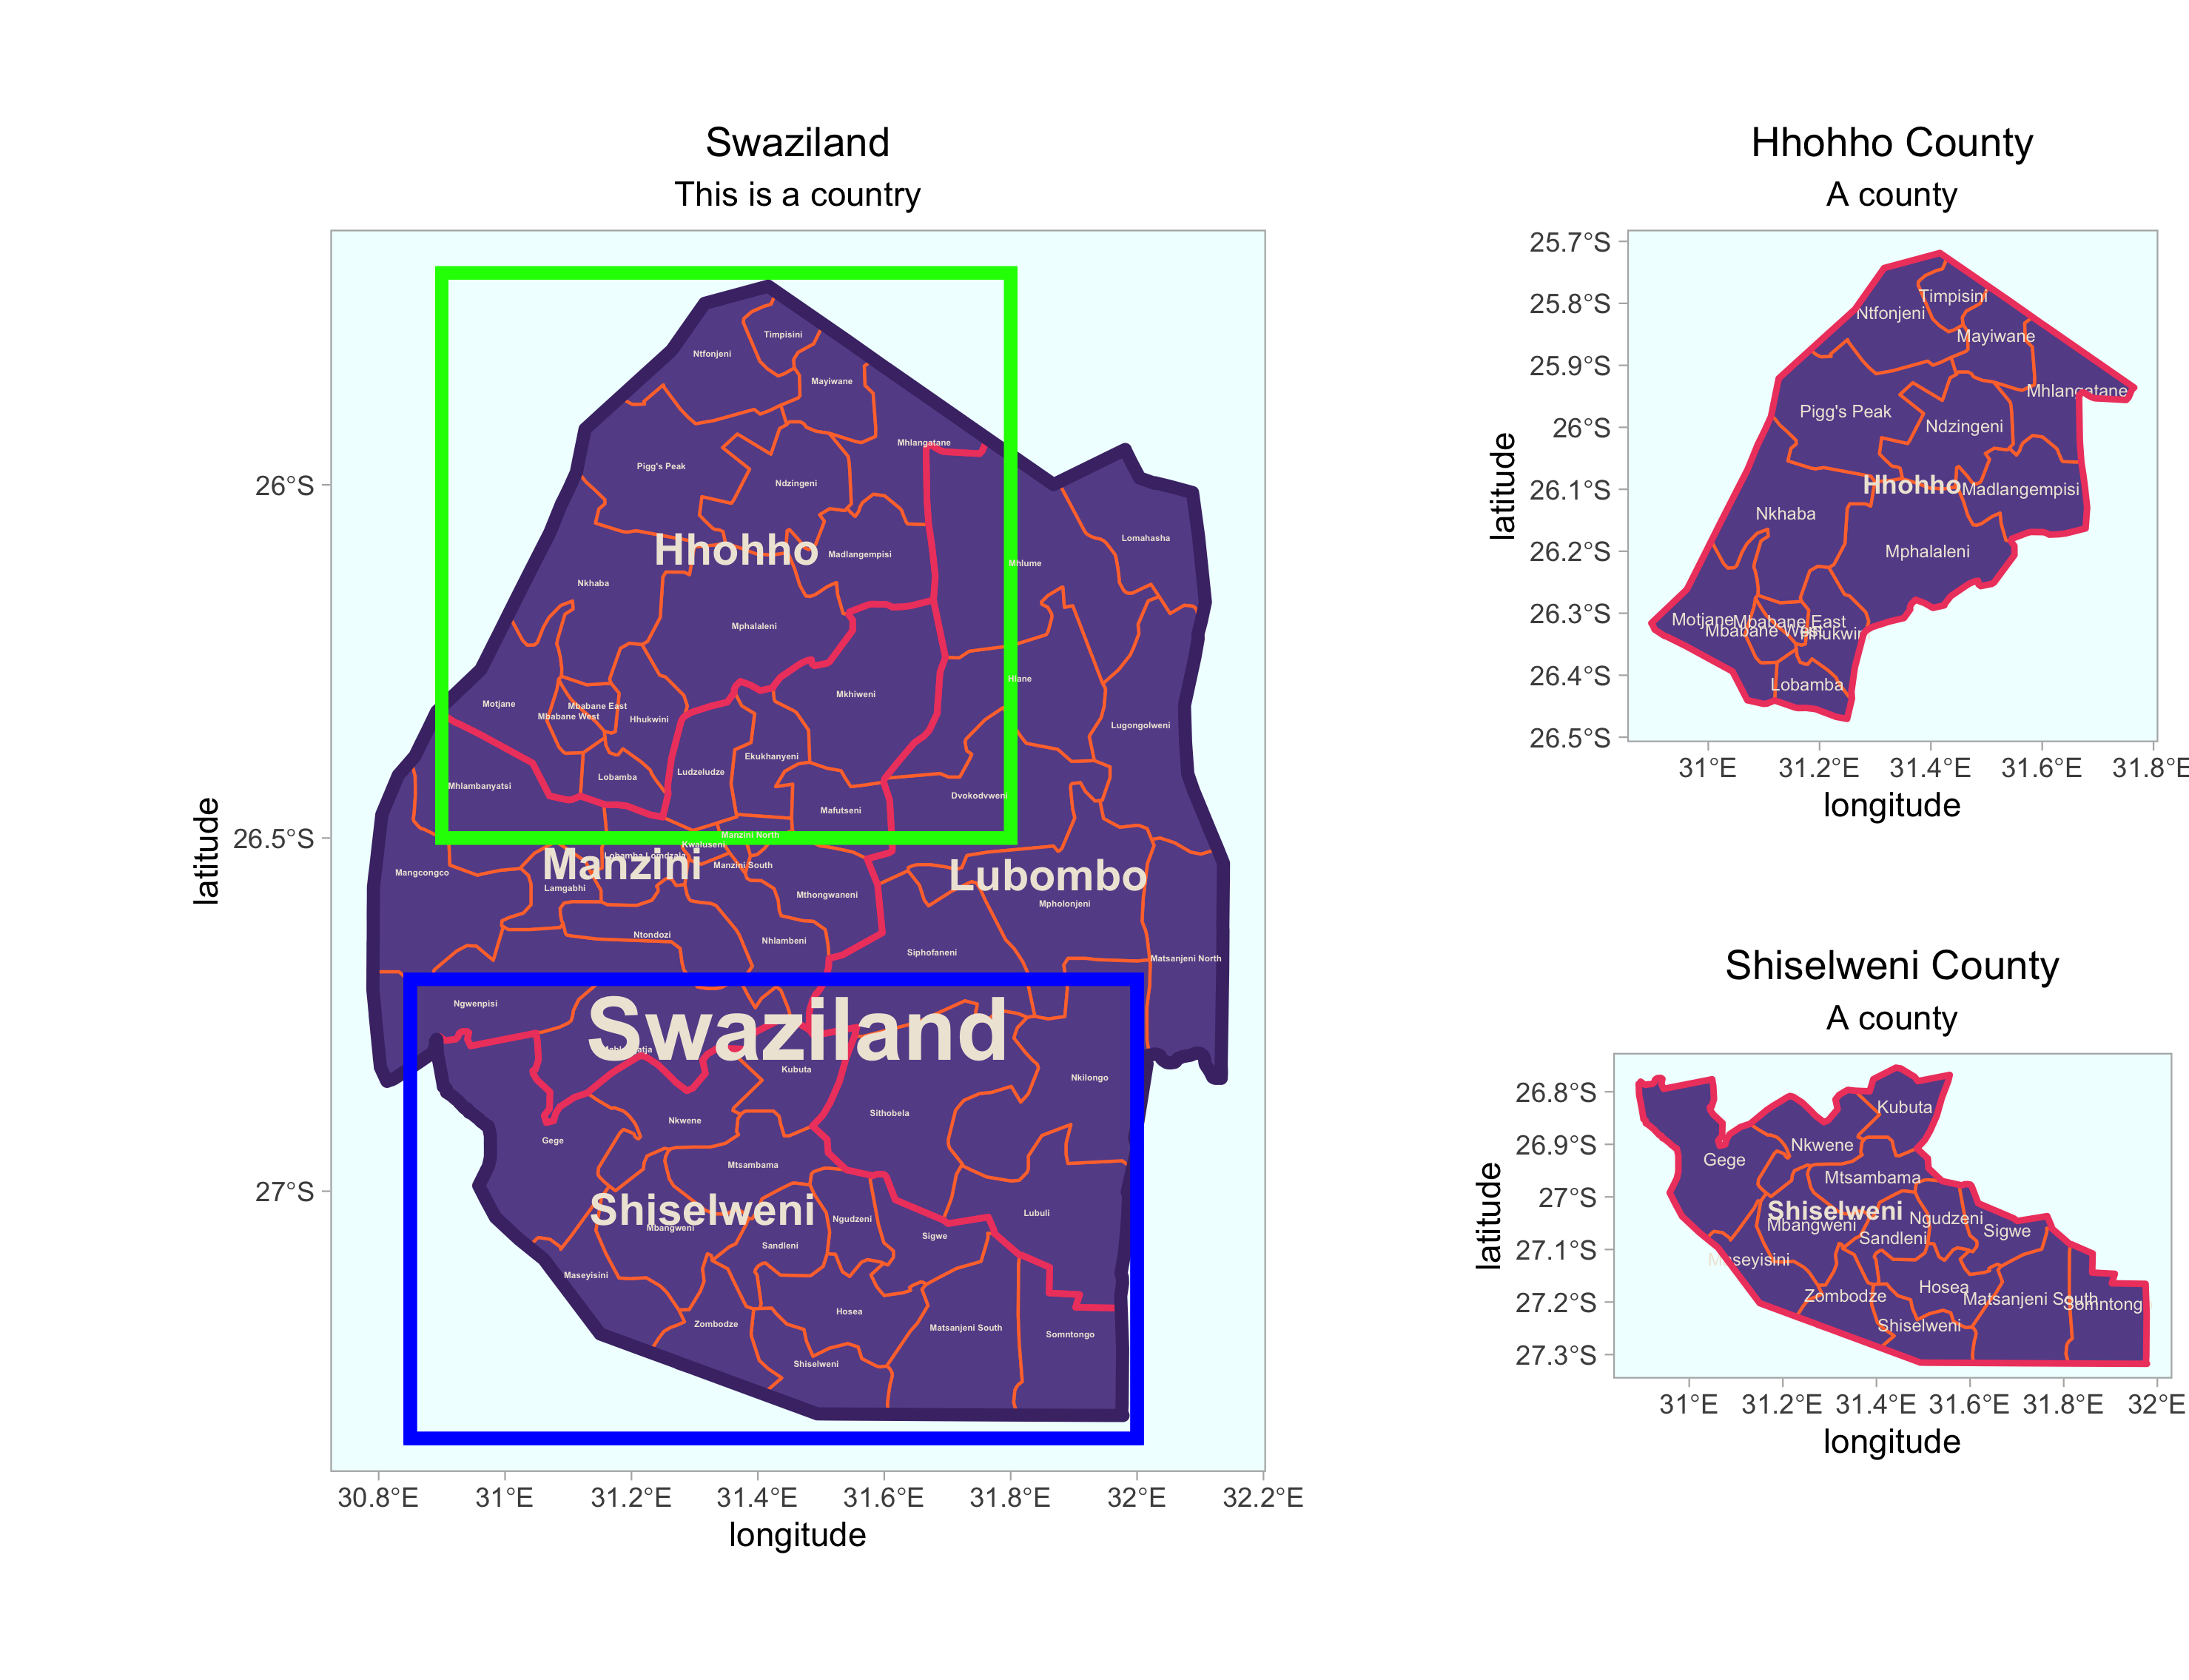 Swaziland
This is a country
latitude
26°S
26.5°S
27°S
Timpisini
Ntfonjeni
Mayiwane
Mhlangatane
Pigg's Peak
Ndzingeni
Lomahasha
Hhohho
Madlangempisi
Mhlume
Nkhaba
Mphalaleni
Hlane
Mkhiweni
Motjane
Mbabane East
Mbabane West
Hhukwini
Lugongolweni
Ekukhanyeni
Ludzeludze
Lobamba
Mhlambanyatsi
Dvokodvweni
Mafutseni
Manzini North
Kwaluseni
Lobamba Lomdzala
Manzini
Manzini South
Mangcongco
Lubombo
Lamgabhi
Mthongwaneni
Mpholonjeni
Ntondozi
Nhlambeni
Siphofaneni
Matsanjeni North
Ngwenpisi
Swaziland
Kubuta
Nkilongo
Sithobela
Nkwene
Gege
Mtsambama
Shiselweni
Mbangweni
Ngudzeni
Lubuli
Sigwe
Sandleni
Maseyisini
Hosea
Zombodze
Matsanjeni South
Somntongo
Shiselweni
30.8°E 31°E 31.2°E 31.4°E 31.6°E 31.8°E 32°E 32.2°E
longitude
Hhohho County
A county
latitude
25.7°S
25.8°S
25.9°S
26°S
26.1°S
26.2°S
26.3°S
26.4°S
26.5°S
Timpisini
Ntfonjeni
Mayiwane
Mhlangatane
Pigg's Peak
Ndzingeni
Hhohho
Madlangempisi
Nkhaba
Mphalaleni
Motjane
Mbabane East
Mbabane West
Lobamba
31°E 31.2°E 31.4°E 31.6°E 31.8°E
longitude
Shiselweni County
A county
latitude
26.8°S
26.9°S
27°S
27.1°S
27.2°S
27.3°S
Kubuta
Nkwene
Gege
Mtsambama
Shiselweni
Mbangweni
Ngudzeni
Sigwe
Sandleni
Maseyisini
Hosea
Zombodze
Matsanjeni South
Somntong
Shiselweni
31°E 31.2°E 31.4°E 31.6°E 31.8°E 32°E
longitude